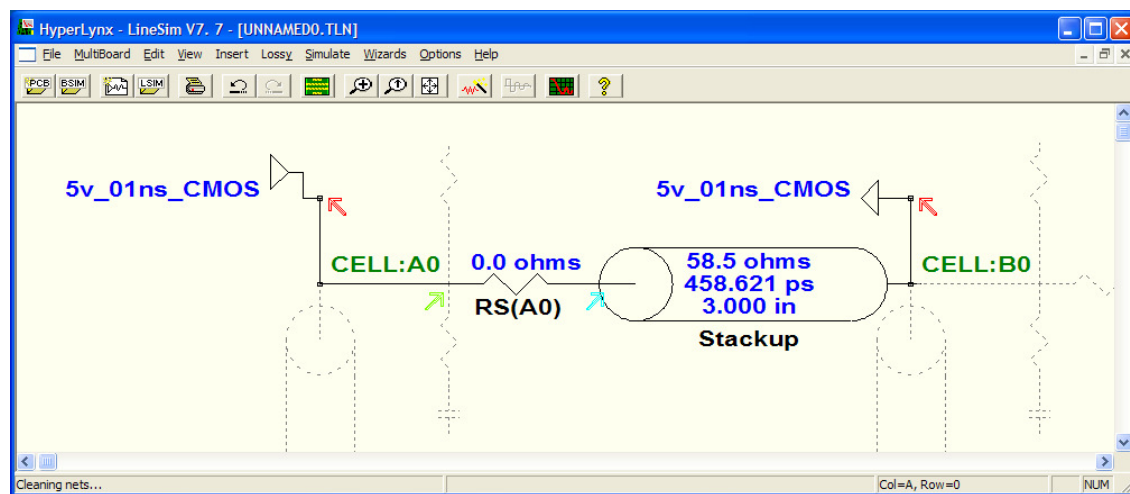 HyperLynx - LineSim V7. 7 - [UNNAMED0.TLN]
File MultiBoard Edit View Insert Lossy Simulate Wizards Options Help
PCB BSIM LSIM
5v_01ns_CMOS
5v_01ns_CMOS
CELL:A0
0.0 ohms
RS(A0)
58.5 ohms
458.621 ps
3.000 in
Stackup
CELL:B0
Cleaning nets...
Col=A, Row=0
NUM